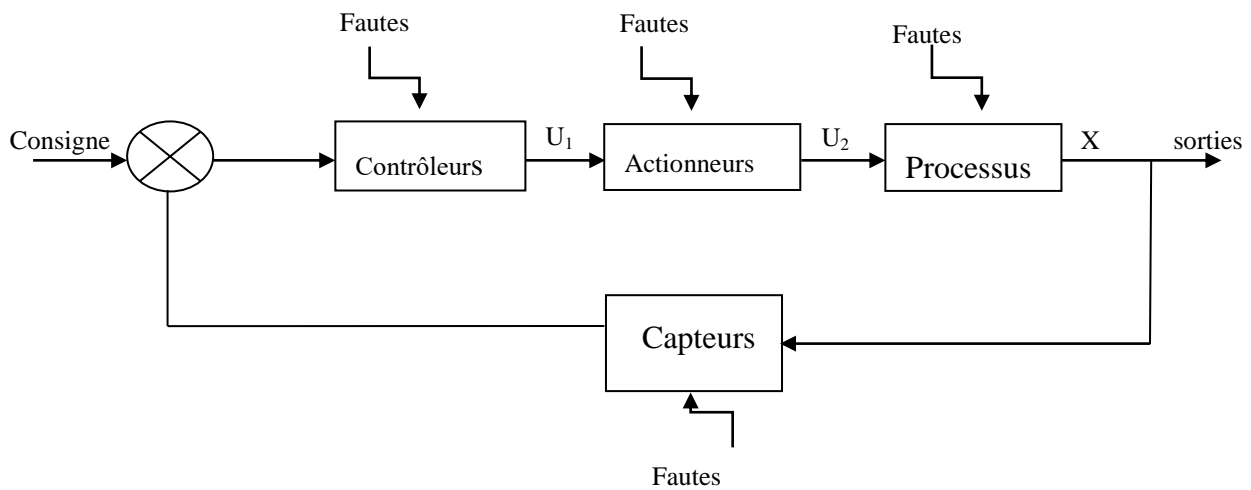 Fautes
Fautes
Fautes
Consigne
Contrôleurs
U₁
Actionneurs
U₂
Processus
X
sorties
Capteurs
Fautes